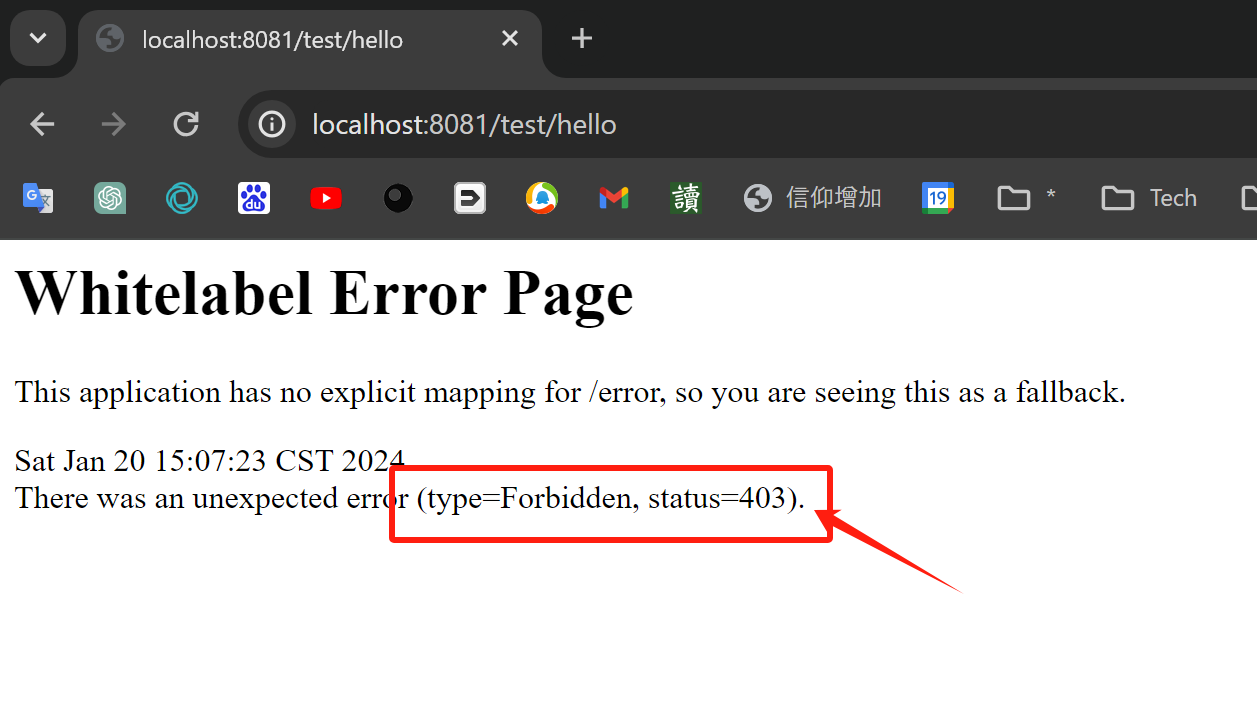 localhost:8081/test/hello
localhost:8081/test/hello
G 文 讀 信仰增加 19 * Tech
Whitelabel Error Page
This application has no explicit mapping for /error, so you are seeing this as a fallback.
Sat Jan 20 15:07:23 CST 2024
There was an unexpected error (type=Forbidden, status=403).